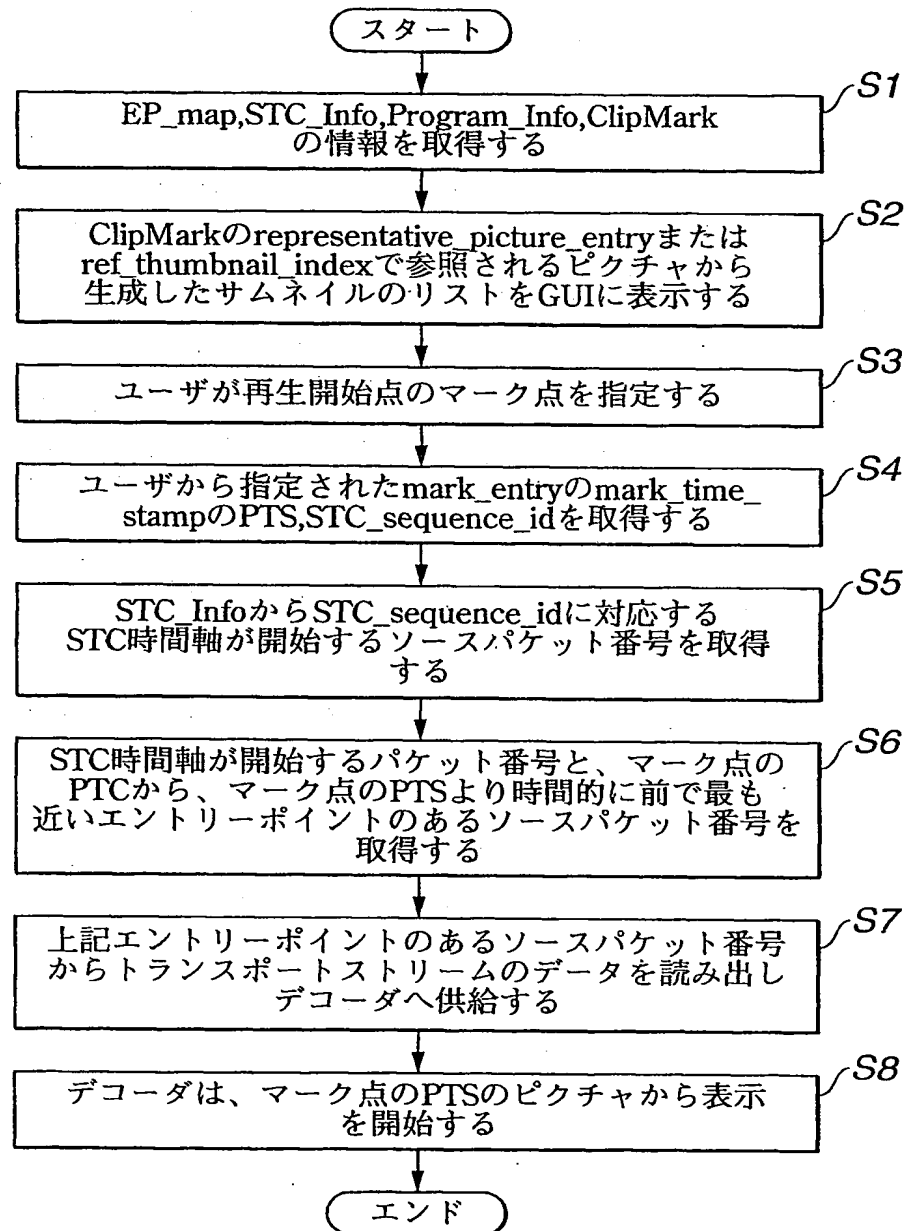 スタート
S1
EP_map,STC_Info,Program_Info,ClipMark
の情報を取得する
S2
ClipMarkのrepresentative_picture_entryまたは
ref_thumbnail_indexで参照されるピクチャから
生成したサムネイルのリストをGUIに表示する
S3
ユーザが再生開始点のマーク点を指定する
S4
ユーザから指定されたmark_entryのmark_time_
stampのPTS,STC_sequence_idを取得する
S5
STC_InfoからSTC_sequence_idに対応する
STC時間軸が開始するソースパケット番号を取得
する
S6
STC時間軸が開始するパケット番号と、マーク点の
PTCから、マーク点のPTSより時間的に前で最も
近いエントリーポイントのあるソースパケット番号を
取得する
S7
上記エントリーポイントのあるソースパケット番号
からトランスポートストリームのデータを読み出し
デコーダへ供給する
S8
デコーダは、マーク点のPTSのピクチャから表示
を開始する
エンド